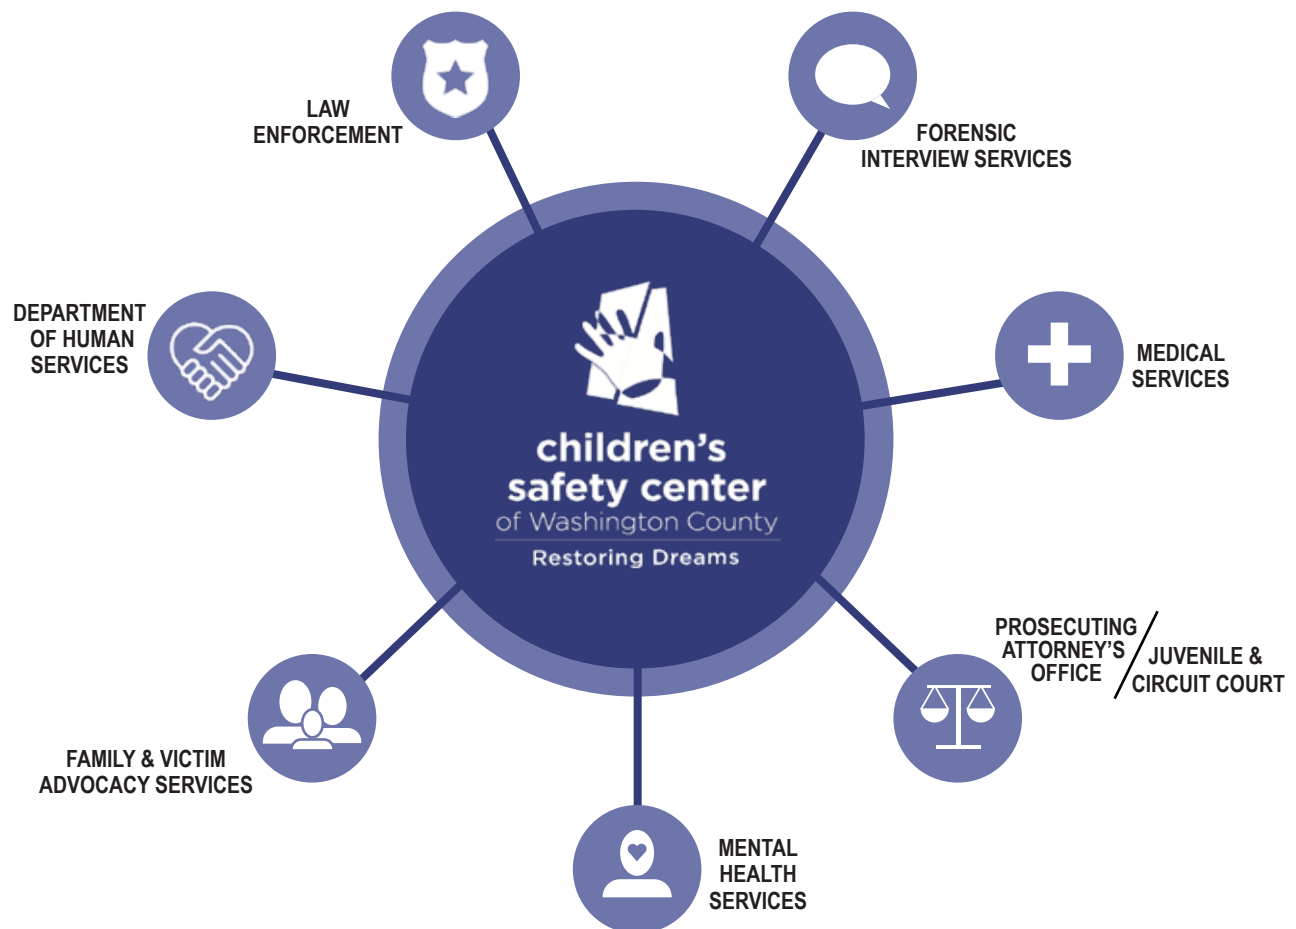 LAW
ENFORCEMENT
FORENSIC
INTERVIEW SERVICES
DEPARTMENT
OF HUMAN
SERVICES
MEDICAL
SERVICES
children's
safety center
of Washington County
Restoring Dreams
PROSECUTING
ATTORNEY'S
OFFICE
JUVENILE &
CIRCUIT COURT
FAMILY & VICTIM
ADVOCACY SERVICES
MENTAL
HEALTH
SERVICES